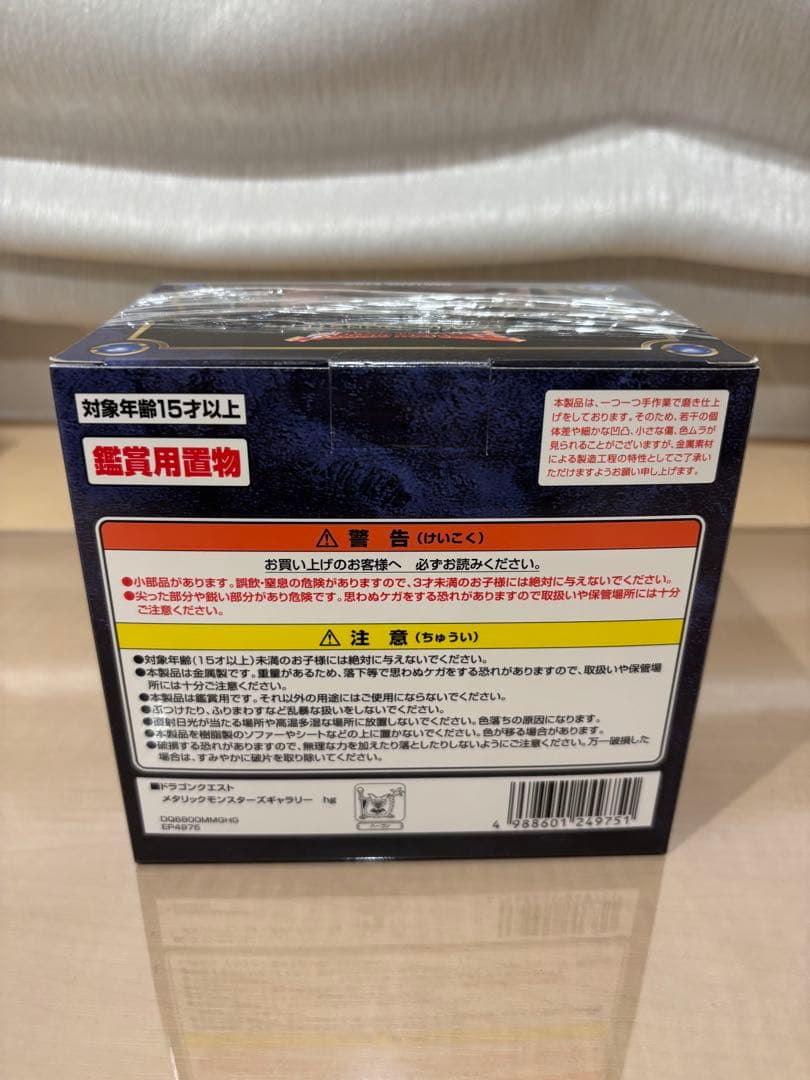 対象年齢15才以上
鑑賞用置物
本製品は、一つ一つ手作業で磨き仕上
げをしております。そのため、若干の個
体差や細かな凹凸、小さな傷、色ムラが
見られることがございますが、金属素材
による製造工程の特性としてご了承い
ただけますようお願い申し上げます。
警 告（けいこく）
お買い上げのお客様へ　必ずお読みください。
●小部品があります。誤飲・窒息の危険がありますので、3才未満のお子様には絶対に与えないでください。
●尖った部分や鋭い部分があり危険です。思わぬケガをする恐れがありますので取扱いや保管場所には十分
ご注意ください。
注 意（ちゅうい）
●対象年齢(15才以上)未満のお子様には絶対に与えないでください。
●本製品は金属製です。重量があるため、落下等で思わぬケガをする恐れがありますので、取扱いや保管場
所には十分ご注意ください。
●本製品は鑑賞用です。それ以外の用途にはご使用にならないでください。
●ぶつけたり、ふりまわすなど乱暴な扱いをしないでください。
●直射日光が当たる場所や高温多湿な場所に放置しないでください。色落ちの原因になります。
●本製品を樹脂製のソファーやシートなどの上に置かないでください。色が移る場合があります。
●破損する恐れがありますので、無理な力を加えたり落としたりしないようにご注意ください。万一破損した
場合は、すみやかに破片を取り除いてください。
■ドラゴンクエスト
メタリックモンスターズギャラリー　hg
DQ6800MMGHG
EP4975
ハーゴン
4 988601 249751